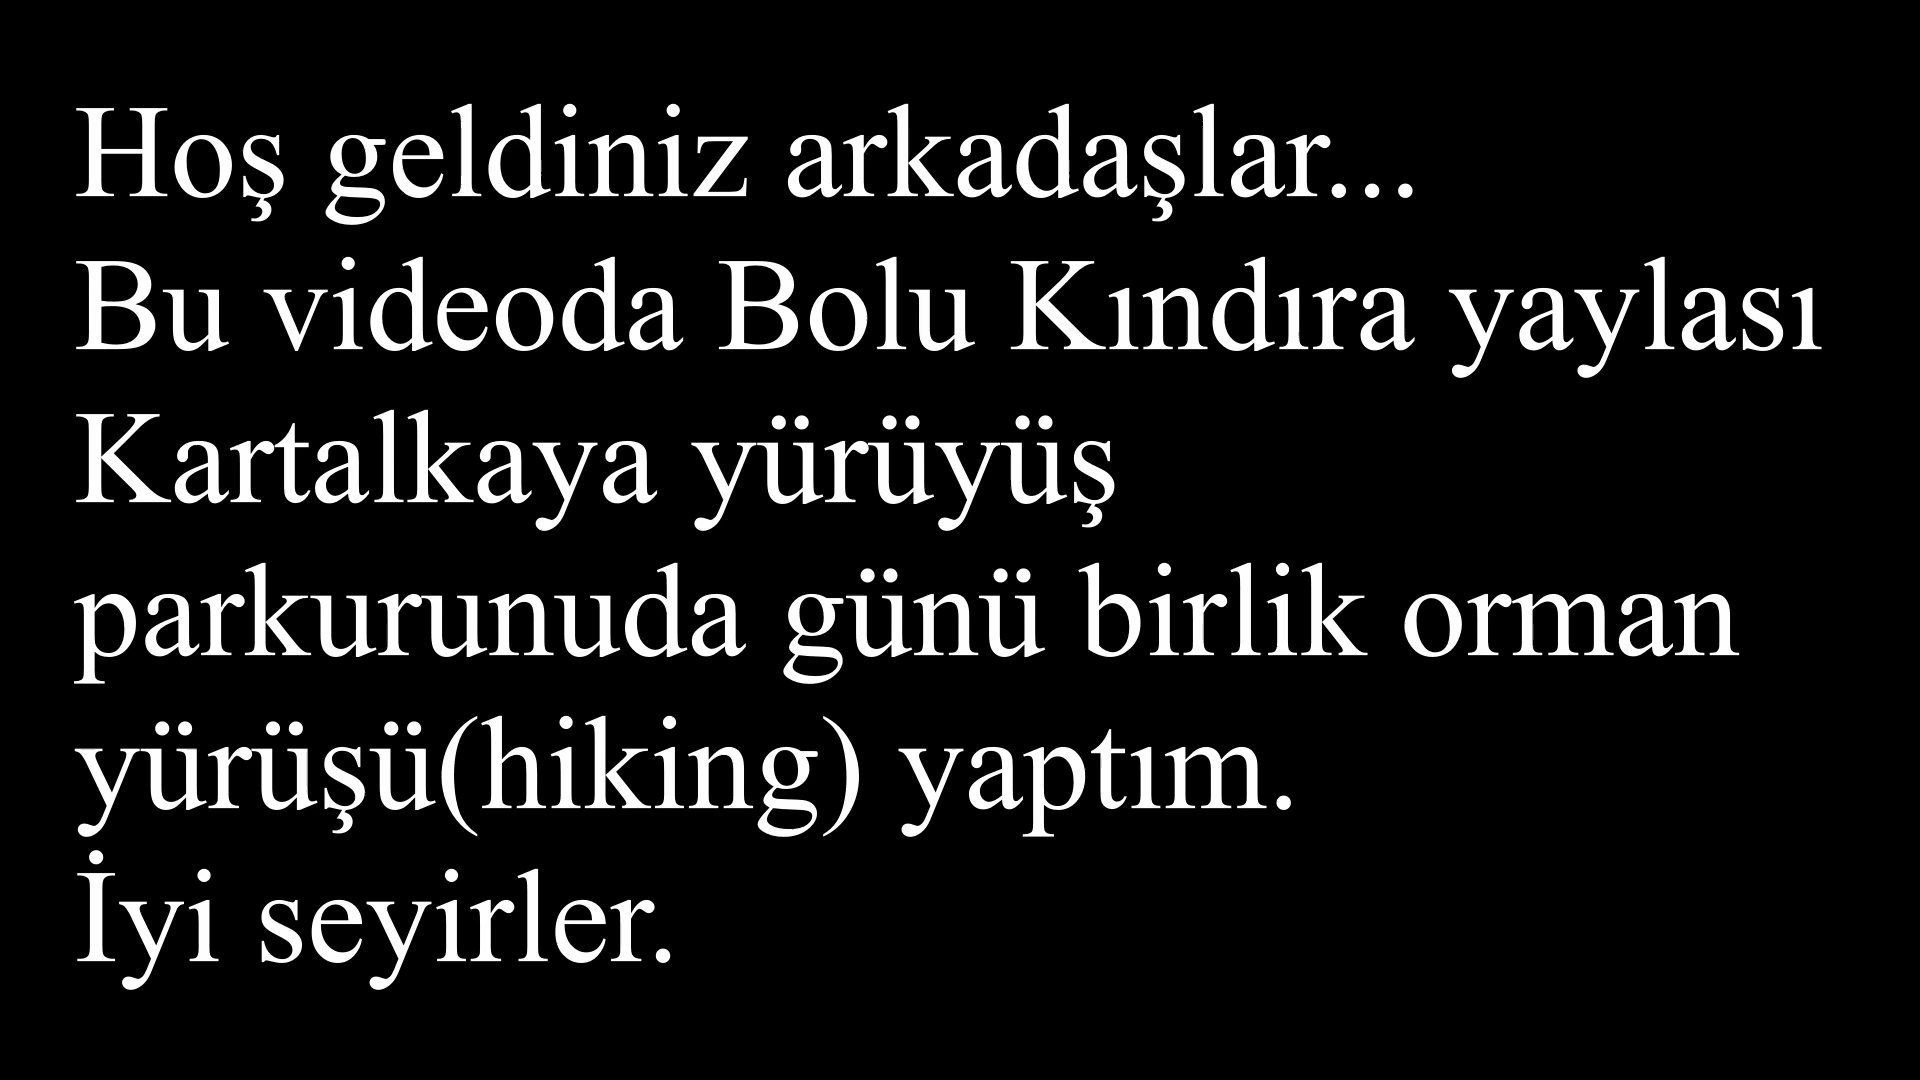 Hoş geldiniz arkadaşlar...
Bu videoda Bolu Kındıra yaylası
Kartalkaya yürüyüş
parkurunuda günü birlik orman
yürüşü(hiking) yaptım.
İyi seyirler.